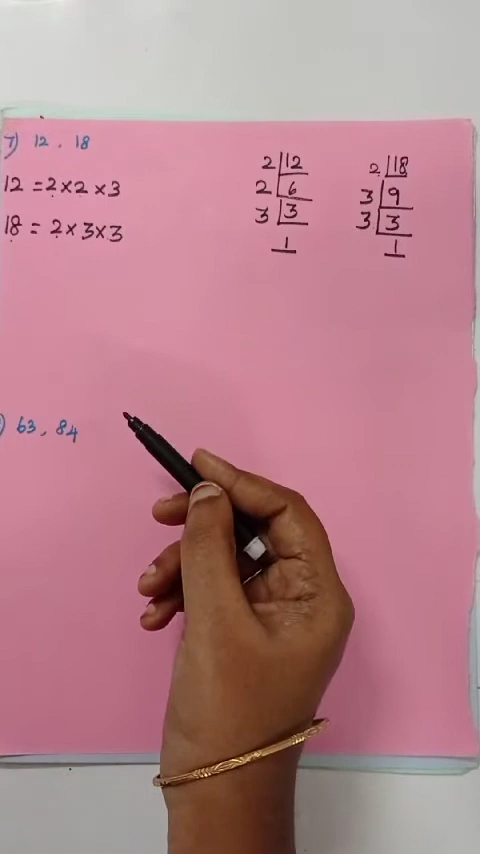 7) 12, 18
12 = 2 × 2 × 3
18 = 2 × 3 × 3
2 | 12
2 | 6
3 | 3
1
2 | 18
3 | 9
3 | 3
1
) 63, 84